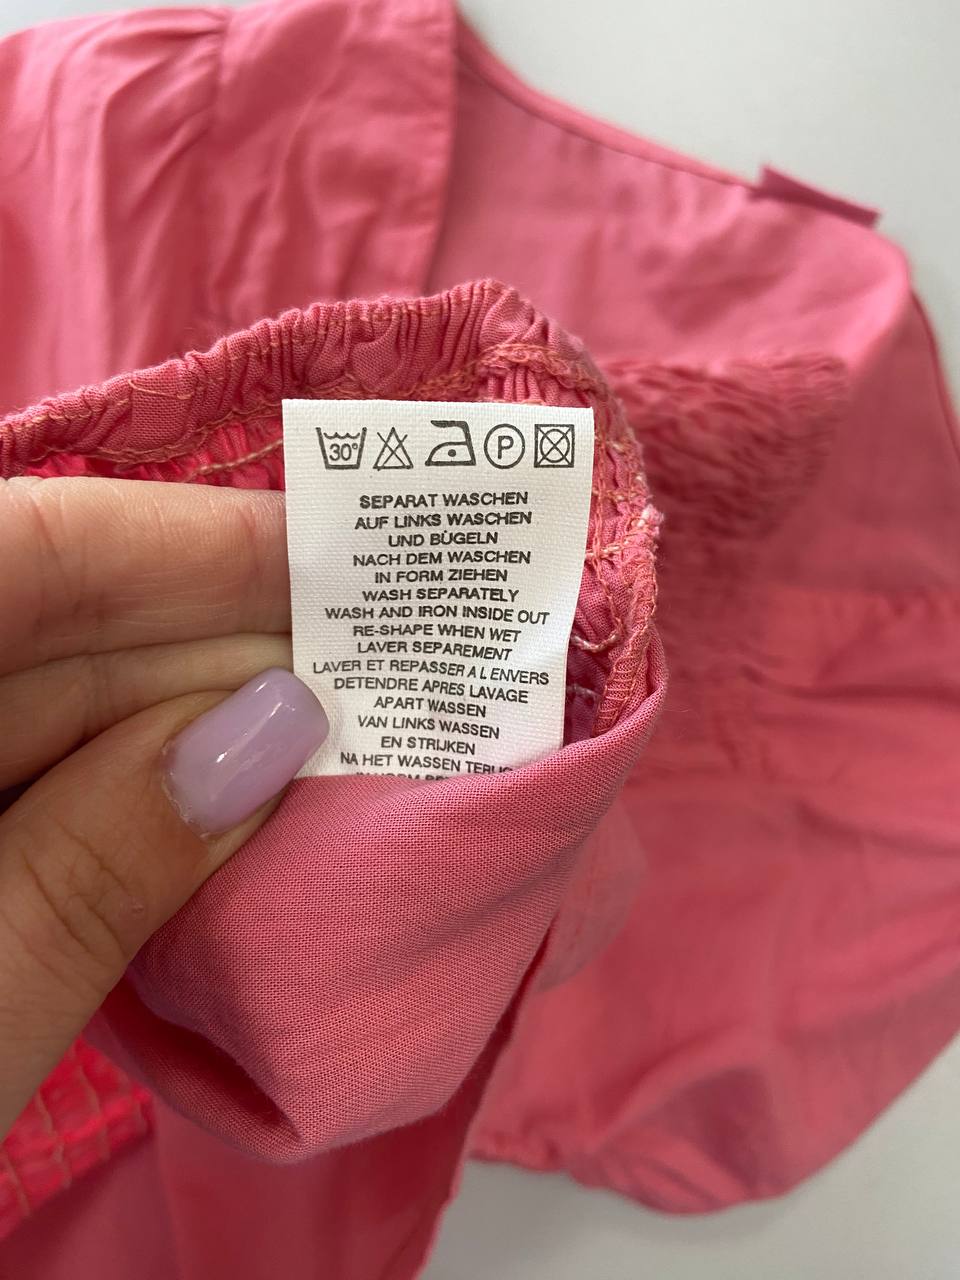 30°
P
SEPARAT WASCHEN
AUF LINKS WASCHEN
UND BÜGELN
NACH DEM WASCHEN
IN FORM ZIEHEN
WASH SEPARATELY
WASH AND IRON INSIDE OUT
RE-SHAPE WHEN WET
LAVER SEPAREMENT
LAVER ET REPASSER A L ENVERS
DETENDRE APRES LAVAGE
APART WASSEN
VAN LINKS WASSEN
EN STRIJKEN
NA HET WASSEN